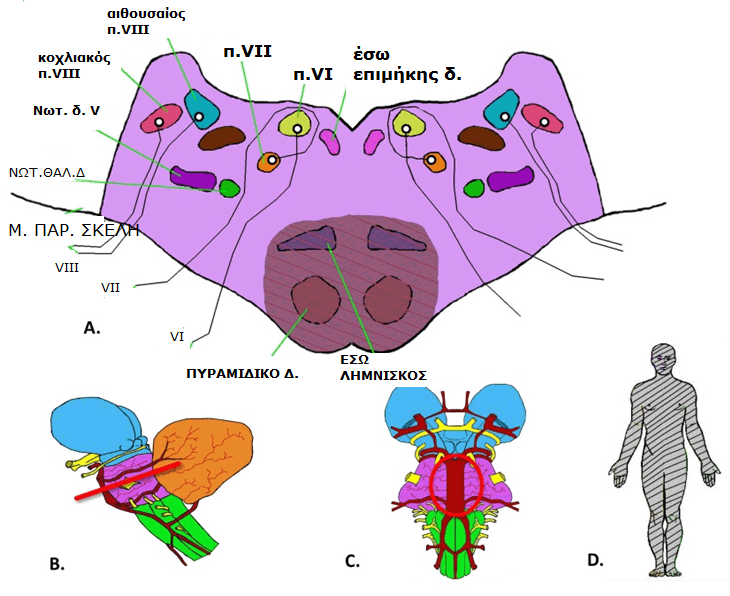 αιθουσαίος
π.VIII
κοχλιακός
π.VIII
π.VII
π.VI
έσω
επιμήκης δ.
Νωτ. δ. V
ΝΩΤ.ΘΑΛ.Δ
Μ. ΠΑΡ. ΣΚΕΛΗ
VIII
VII
VI
A.
ΠΥΡΑΜΙΔΙΚΟ Δ.
ΕΣΩ
ΛΗΜΝΙΣΚΟΣ
B.
C.
D.